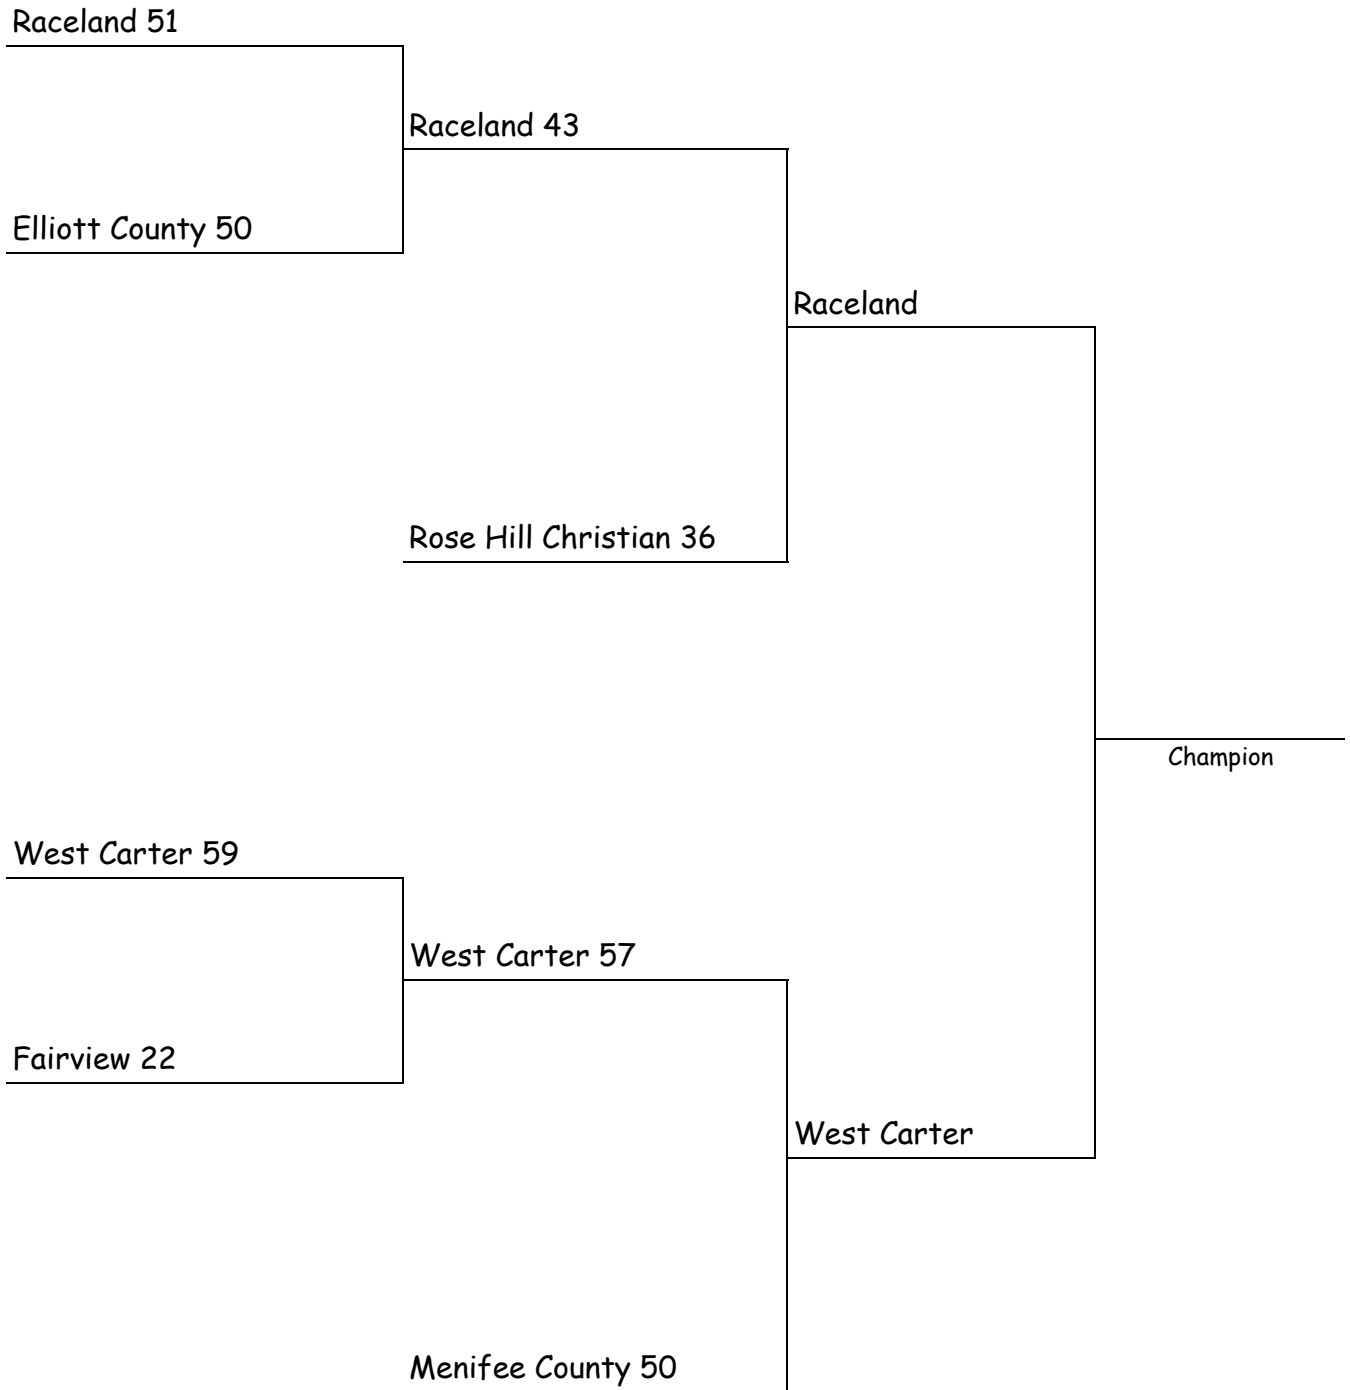 Raceland 51
Raceland 43
Elliott County 50
Raceland
Rose Hill Christian 36
Champion
West Carter 59
West Carter 57
Fairview 22
West Carter
Menifee County 50